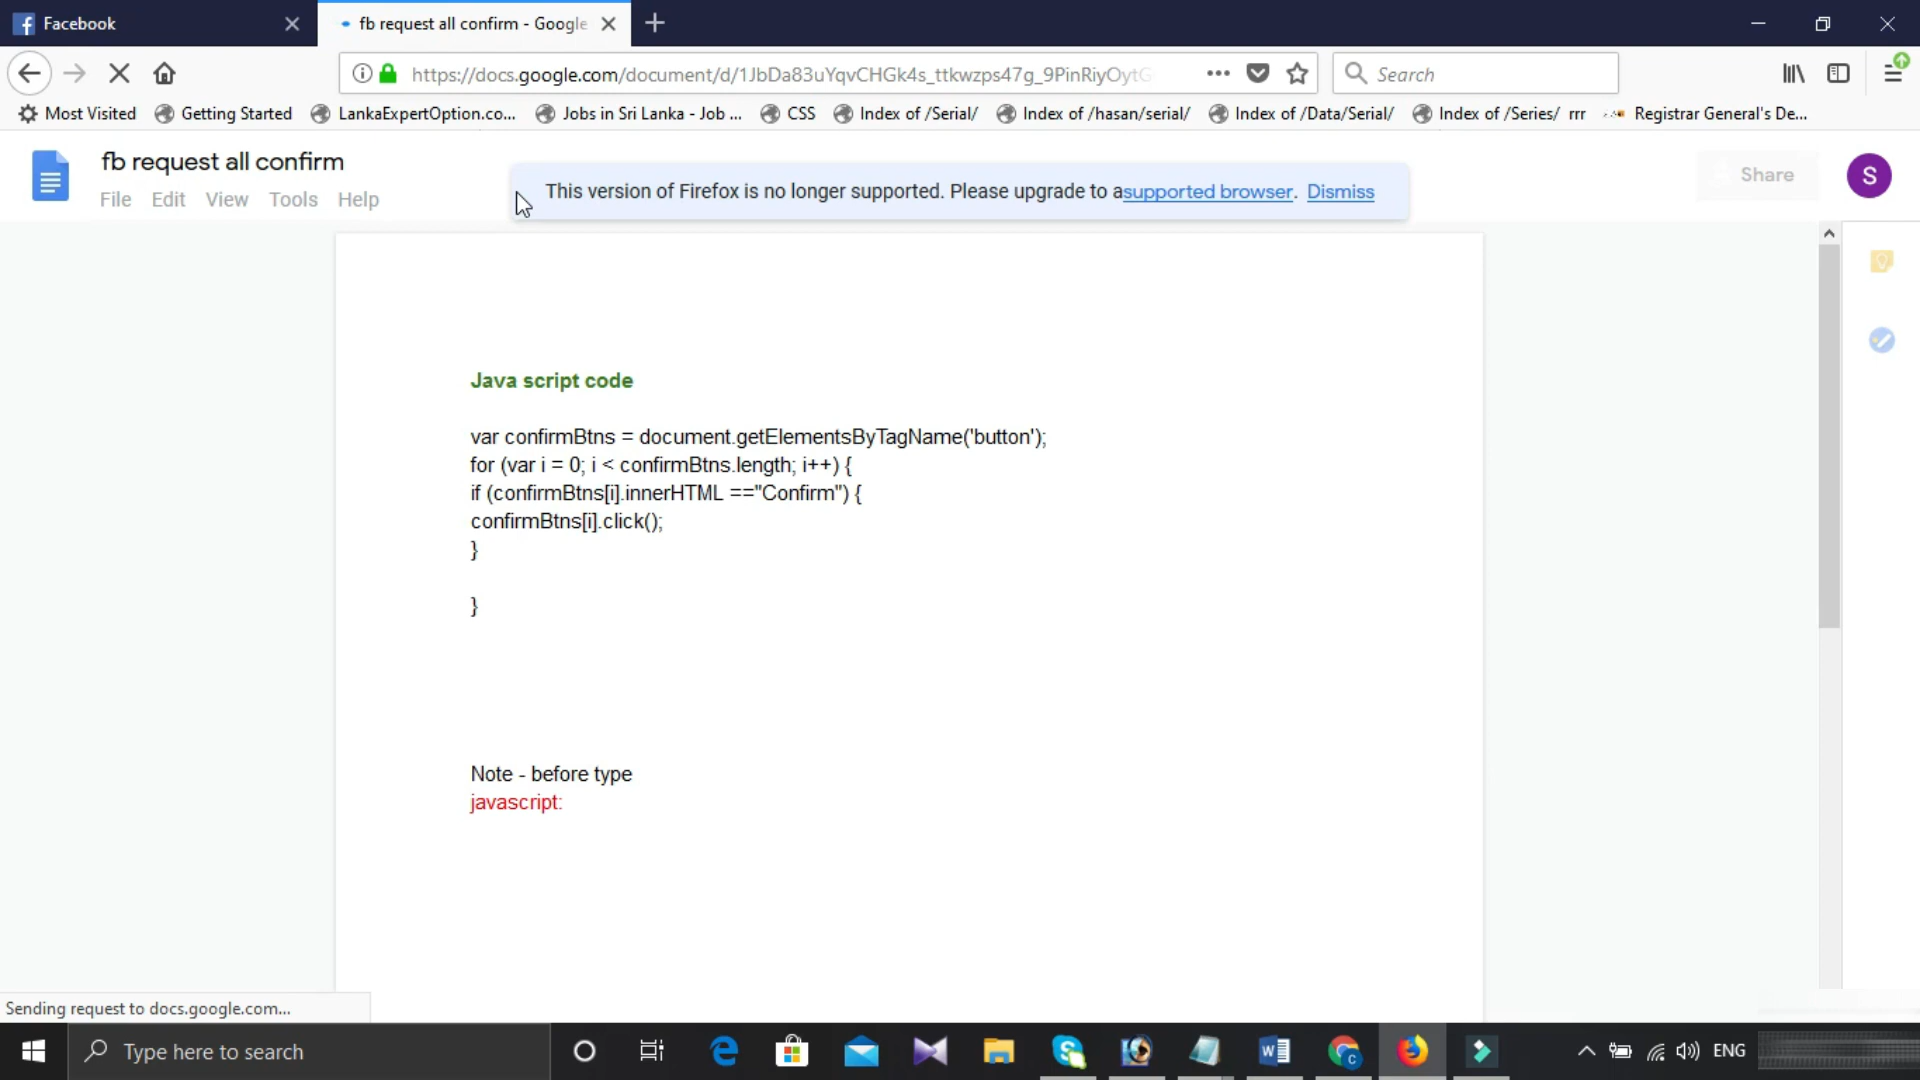 Facebook
fb request all confirm - Google
https://docs.google.com/document/d/1JbDa83uYqvCHGk4s_ttkwzps47g_9PinRiyOytG
Search
Most Visited
Getting Started
LankaExpertOption.co...
Jobs in Sri Lanka - Job ...
CSS
Index of /Serial/
Index of /hasan/serial/
Index of /Data/Serial/
Index of /Series/ rrr
Registrar General's De...
fb request all confirm
File Edit View Tools Help
This version of Firefox is no longer supported. Please upgrade to a supported browser. Dismiss
Share
S
Java script code
var confirmBtns = document.getElementsByTagName('button');
for (var i = 0; i < confirmBtns.length; i++) {
if (confirmBtns[i].innerHTML =="Confirm") {
confirmBtns[i].click();
}
}
Note - before type
javascript:
Sending request to docs.google.com...
Type here to search
ENG